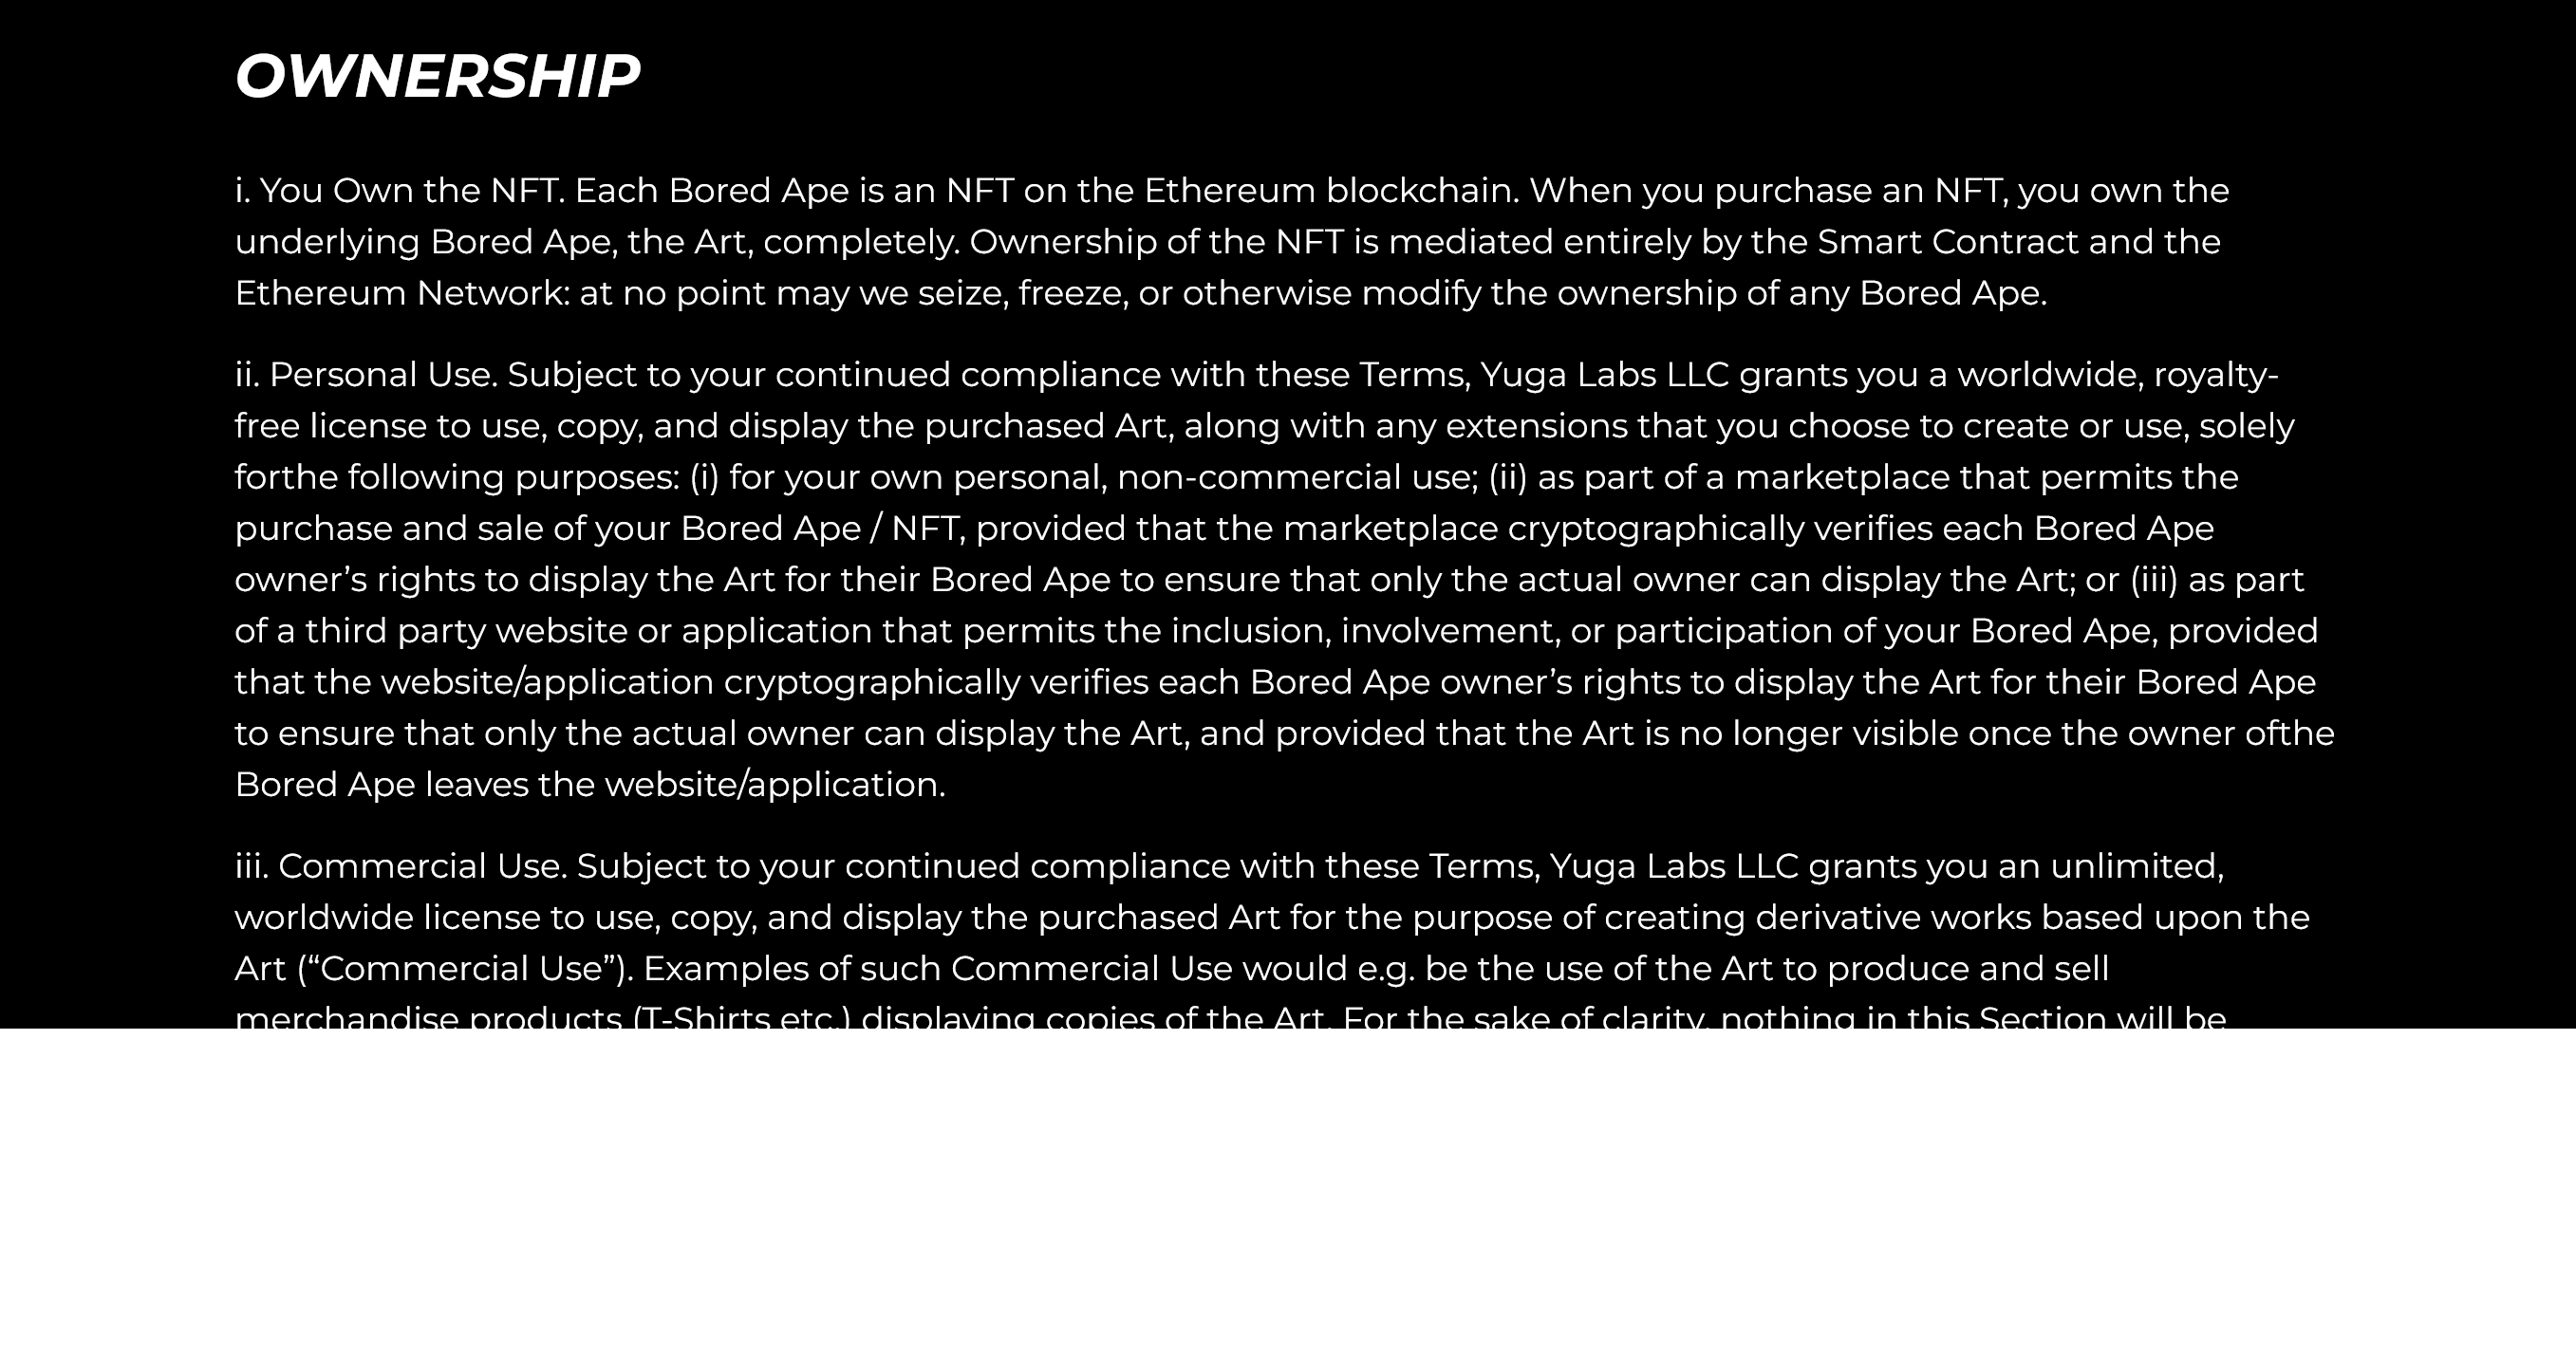 OWNERSHIP
i. You Own the NFT. Each Bored Ape is an NFT on the Ethereum blockchain. When you purchase an NFT, you own the
underlying Bored Ape, the Art, completely. Ownership of the NFT is mediated entirely by the Smart Contract and the
Ethereum Network: at no point may we seize, freeze, or otherwise modify the ownership of any Bored Ape.
ii. Personal Use. Subject to your continued compliance with these Terms, Yuga Labs LLC grants you a worldwide, royalty-
free license to use, copy, and display the purchased Art, along with any extensions that you choose to create or use, solely
forthe following purposes: (i) for your own personal, non-commercial use; (ii) as part of a marketplace that permits the
purchase and sale of your Bored Ape / NFT, provided that the marketplace cryptographically verifies each Bored Ape
owner’s rights to display the Art for their Bored Ape to ensure that only the actual owner can display the Art; or (iii) as part
of a third party website or application that permits the inclusion, involvement, or participation of your Bored Ape, provided
that the website/application cryptographically verifies each Bored Ape owner’s rights to display the Art for their Bored Ape
to ensure that only the actual owner can display the Art, and provided that the Art is no longer visible once the owner ofthe
Bored Ape leaves the website/application.
iii. Commercial Use. Subject to your continued compliance with these Terms, Yuga Labs LLC grants you an unlimited,
worldwide license to use, copy, and display the purchased Art for the purpose of creating derivative works based upon the
Art (“Commercial Use”). Examples of such Commercial Use would e.g. be the use of the Art to produce and sell
merchandise products (T-Shirts etc.) displaying copies of the Art. For the sake of clarity, nothing in this Section will be